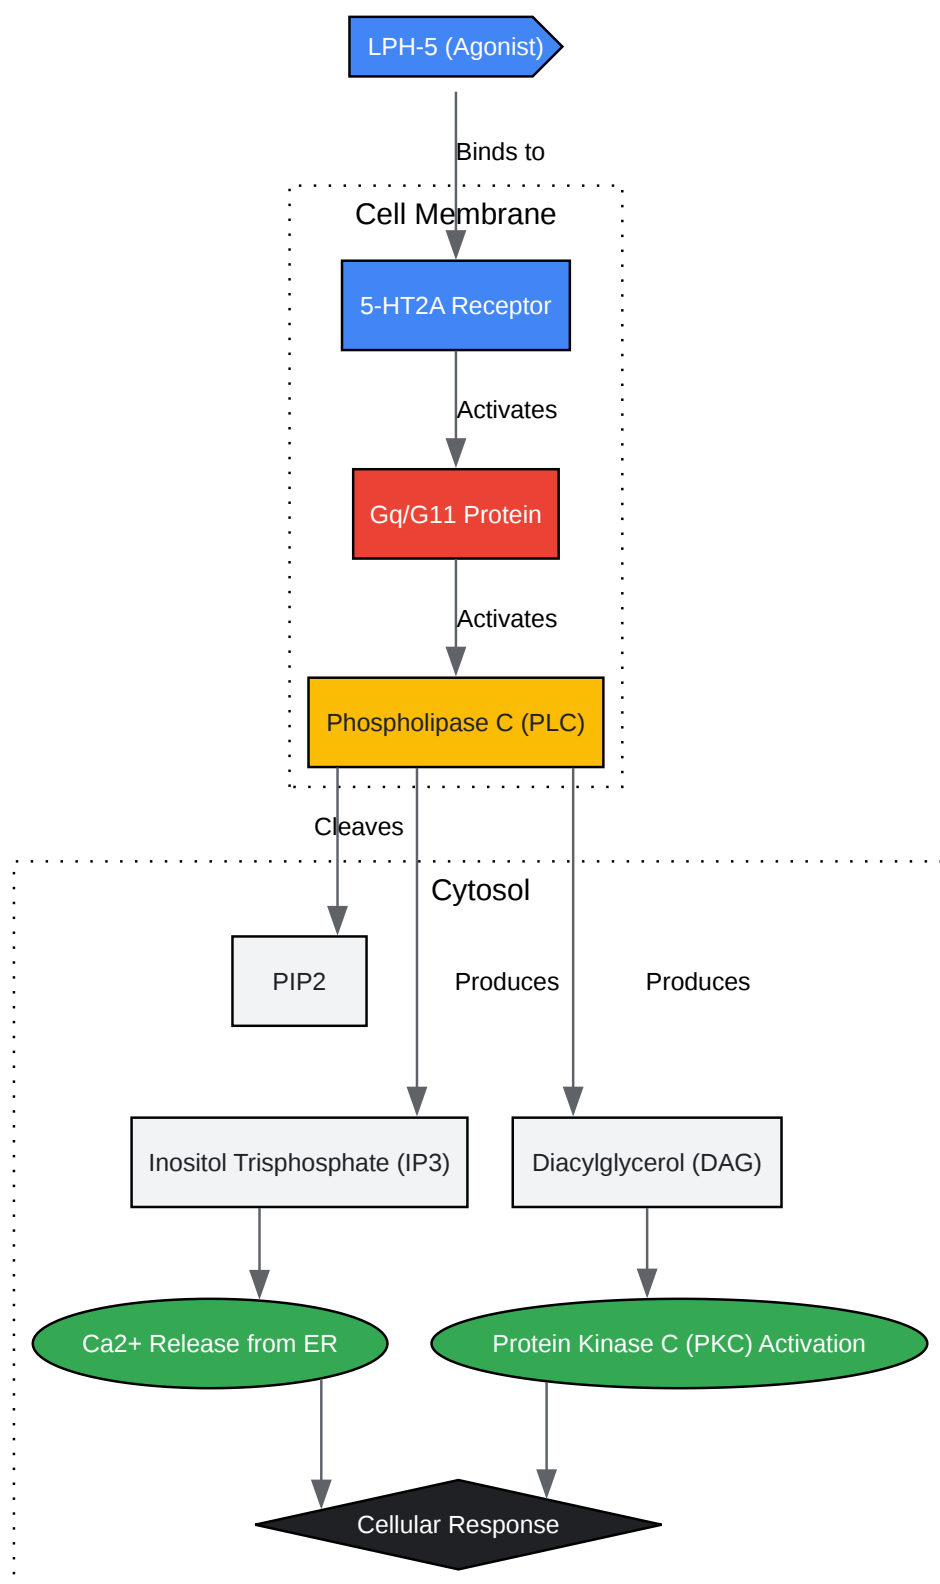 LPH-5 (Agonist)
Binds to
Cell Membrane
5-HT2A Receptor
Activates
Gq/G11 Protein
Activates
Phospholipase C (PLC)
Cleaves
Cytosol
PIP2
Produces
Produces
Inositol Trisphosphate (IP3)
Diacylglycerol (DAG)
Ca2+ Release from ER
Protein Kinase C (PKC) Activation
Cellular Response